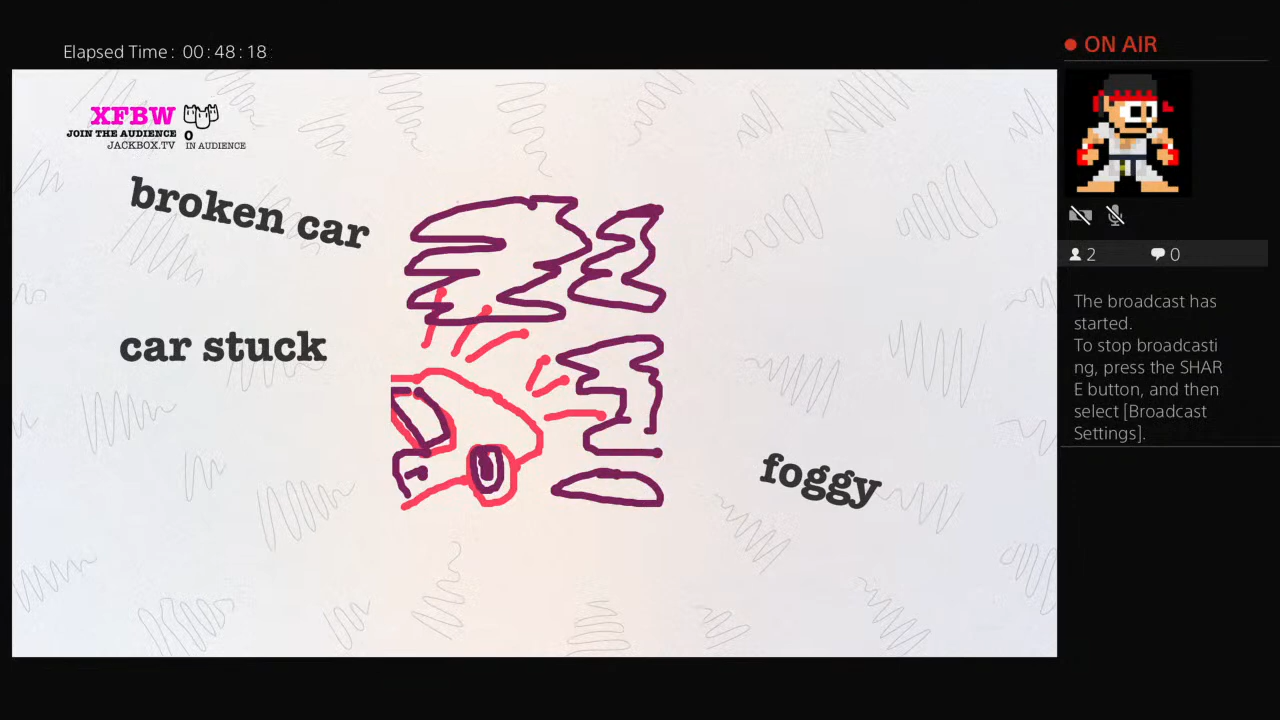 Elapsed Time: 00:48:18
ON AIR
XFBW
JOIN THE AUDIENCE 0 IN AUDIENCE
JACKBOX.TV
broken car
car stuck
foggy
2 0
The broadcast has
started.
To stop broadcasti
ng, press the SHAR
E button, and then
select [Broadcast
Settings].